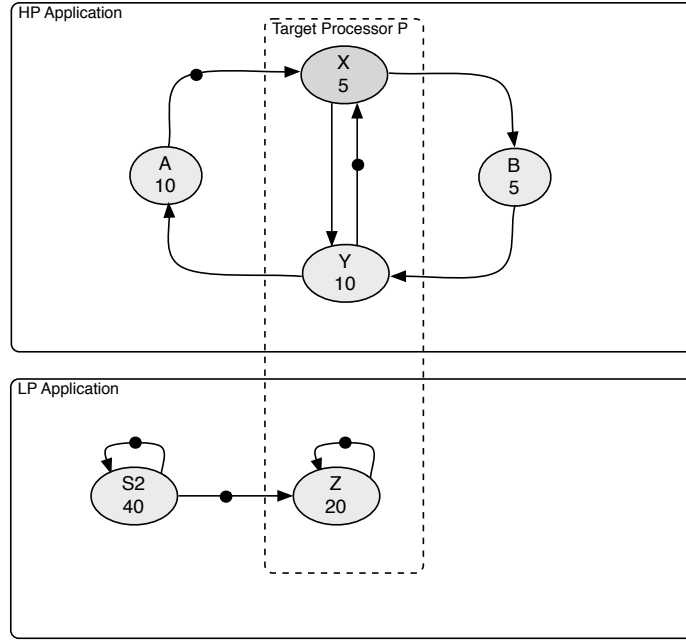 HP Application
Target Processor P
X
5
A
10
B
5
Y
10
LP Application
S2
40
Z
20